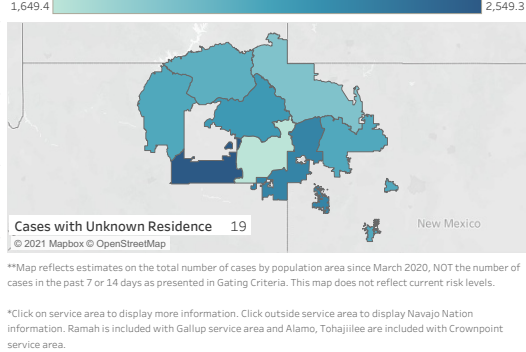 1,649.4 2,549.3
New Mexico
Cases with Unknown Residence 19
© 2021 Mapbox © OpenStreetMap
**Map reflects estimates on the total number of cases by population area since March 2020, NOT the number of
cases in the past 7 or 14 days as presented in Gating Criteria. This map does not reflect current risk levels.
*Click on service area to display more information. Click outside service area to display Navajo Nation
information. Ramah is included with Gallup service area and Alamo, Tohajiilee are included with Crownpoint
service area.